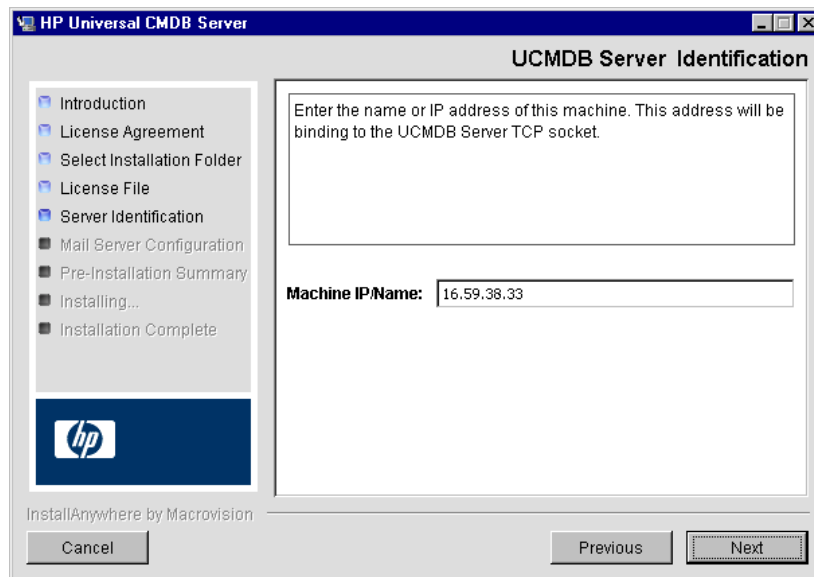 HP Universal CMDB Server
UCMDB Server Identification
Introduction
License Agreement
Select Installation Folder
License File
Server Identification
Mail Server Configuration
Pre-Installation Summary
Installing...
Installation Complete
Enter the name or IP address of this machine. This address will be
binding to the UCMDB Server TCP socket.
Machine IP/Name: 16.59.38.33
hp
InstallAnywhere by Macrovision
Cancel Previous Next